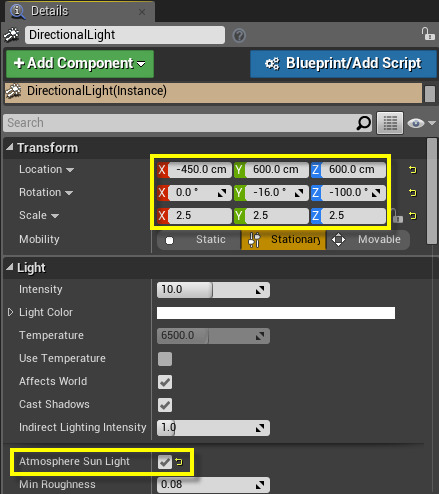 Details
DirectionalLight
+ Add Component
Blueprint/Add Script
DirectionalLight(Instance)
Search
Transform
Location X -450.0 cm Y 600.0 cm Z 600.0 cm
Rotation X 0.0 ° Y -16.0 ° Z -100.0 °
Scale X 2.5 Y 2.5 Z 2.5
Mobility Static Stationary Movable
Light
Intensity 10.0
Light Color
Temperature 6500.0
Use Temperature
Affects World
Cast Shadows
Indirect Lighting Intensity 1.0
Atmosphere Sun Light
Min Roughness 0.08